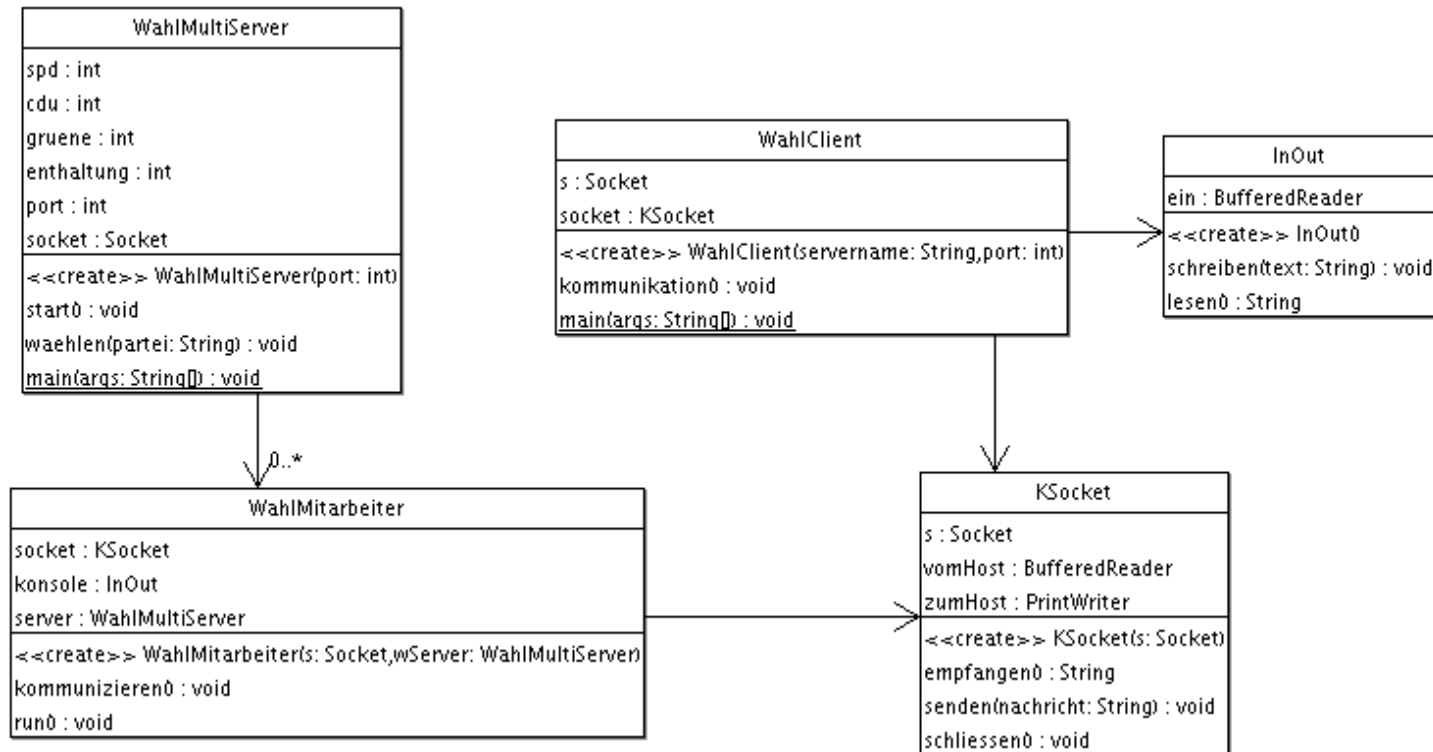 WahlMultiServer
spd : int
cdu : int
gruene : int
enthaltung : int
port : int
socket : Socket
<<create>> WahlMultiServer(port: int)
start() : void
waehlen(partei: String) : void
main(args: String[]) : void
WahlClient
s : Socket
socket : KSocket
<<create>> WahlClient(servername: String,port: int)
kommunikation() : void
main(args: String[]) : void
InOut
ein : BufferedReader
<<create>> InOut()
schreiben(text: String) : void
lesen() : String
0..*
WahlMitarbeiter
socket : KSocket
konsole : InOut
server : WahlMultiServer
<<create>> WahlMitarbeiter(s: Socket,wServer: WahlMultiServer)
kommunizieren() : void
run() : void
KSocket
s : Socket
vomHost : BufferedReader
zumHost : PrintWriter
<<create>> KSocket(s: Socket)
empfangen() : String
senden(nachricht: String) : void
schliessen() : void